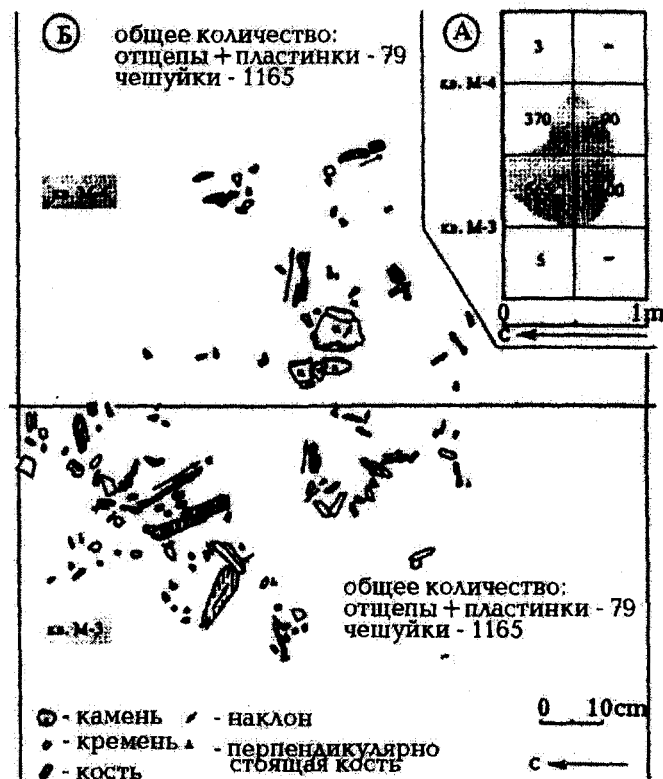 Б
общее количество:
отщепы + пластинки - 79
чешуйки - 1165
А
3
-
кв. М-4
370
кв. М-3
5
-
0 1m
С
общее количество:
отщепы + пластинки - 79
чешуйки - 1165
кв. М-3
- камень
- наклон
- кремень
- перпендикулярно
стоящая кость
- кость
0 10cm
С